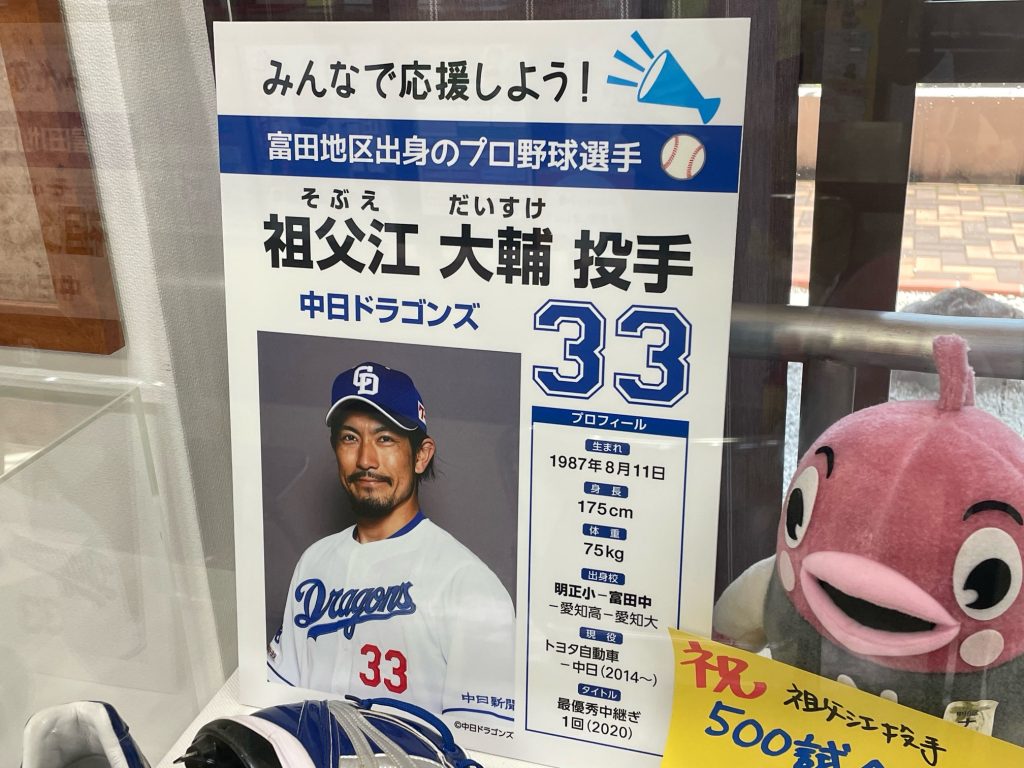 みんなで応援しよう!
富田地区出身のプロ野球選手
そぶえ だいすけ
祖父江 大輔 投手
中日ドラゴンズ
33
CD
Dragons
33
中日新聞
©中日ドラゴンズ
プロフィール
生まれ
1987年8月11日
身長
175cm
体重
75kg
出身校
明正小-富田中
-愛知高-愛知大
現役
トヨタ自動車
-中日(2014~)
タイトル
最優秀中継ぎ
1回(2020)
祝 祖父江投手
500試